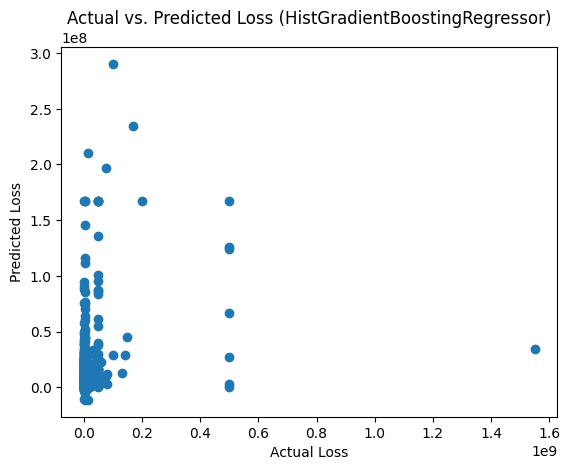 Actual vs. Predicted Loss (HistGradientBoostingRegressor)
1e8
3.0
2.5
2.0
1.5
1.0
0.5
0.0
Predicted Loss
0.0 0.2 0.4 0.6 0.8 1.0 1.2 1.4 1.6
1e9
Actual Loss